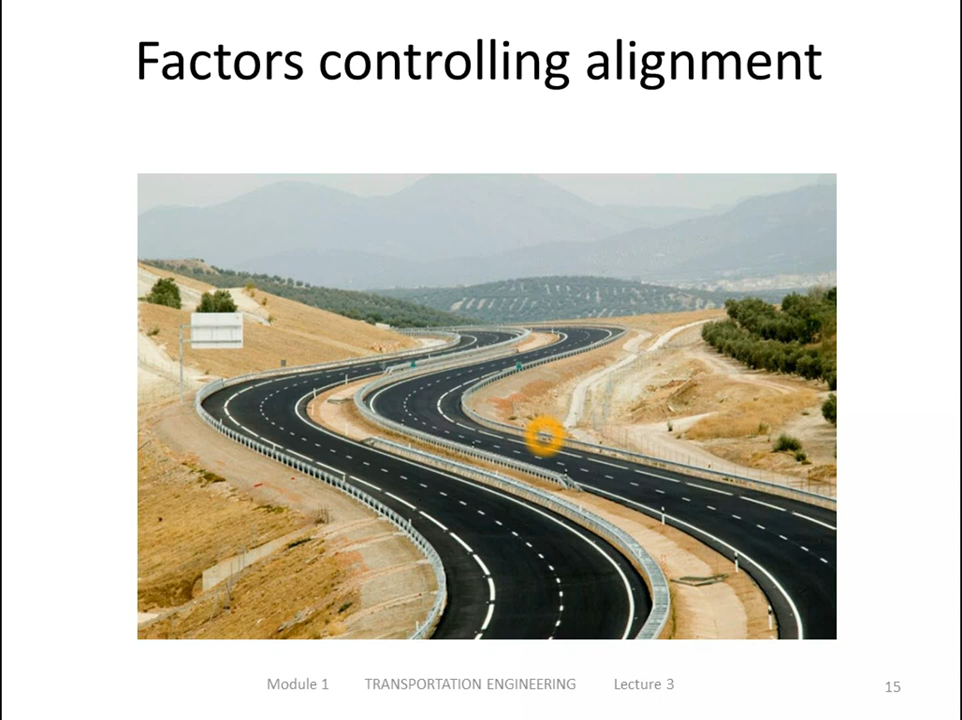 Factors controlling alignment
Module 1 TRANSPORTATION ENGINEERING Lecture 3 15